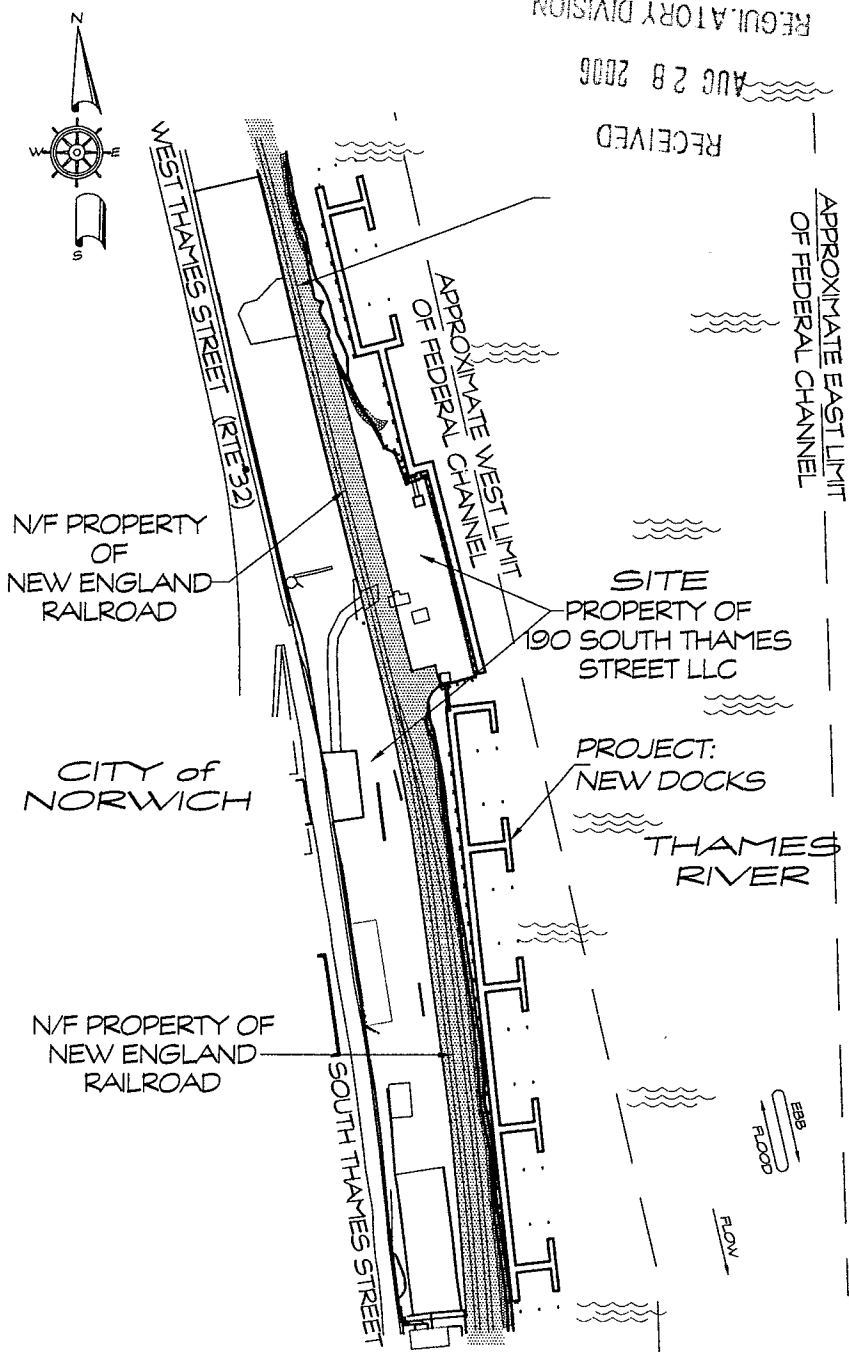 REGULATORY DIVISION
AUG 28 2006
RECEIVED
N
W
E
S
WEST THAMES STREET (RTE 32)
APPROXIMATE WEST LIMIT
OF FEDERAL CHANNEL
APPROXIMATE EAST LIMIT
OF FEDERAL CHANNEL
N/F PROPERTY
OF
NEW ENGLAND
RAILROAD
SITE
PROPERTY OF
190 SOUTH THAMES
STREET LLC
CITY of
NORWICH
PROJECT:
NEW DOCKS
THAMES
RIVER
N/F PROPERTY OF
NEW ENGLAND
RAILROAD
SOUTH THAMES STREET
EBB
FLOOD
FLOW